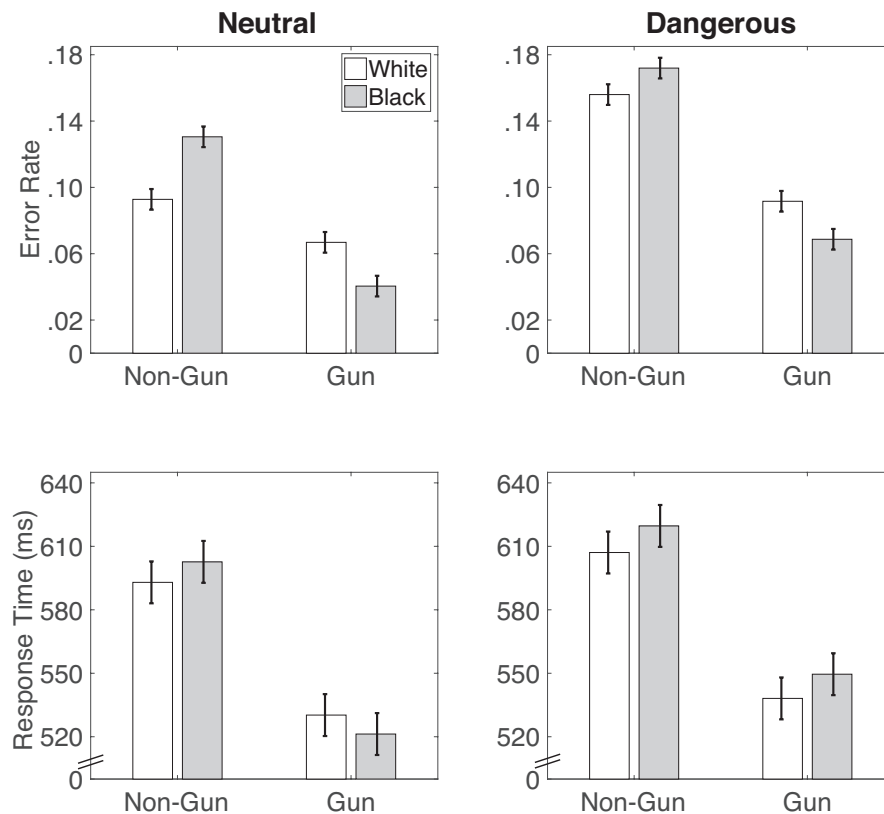 Neutral
Dangerous
White
Black
Error Rate
.18
.14
.10
.06
.02
0
Non-Gun
Gun
.18
.14
.10
.06
.02
0
Non-Gun
Gun
Response Time (ms)
640
610
580
550
520
0
Non-Gun
Gun
640
610
580
550
520
0
Non-Gun
Gun